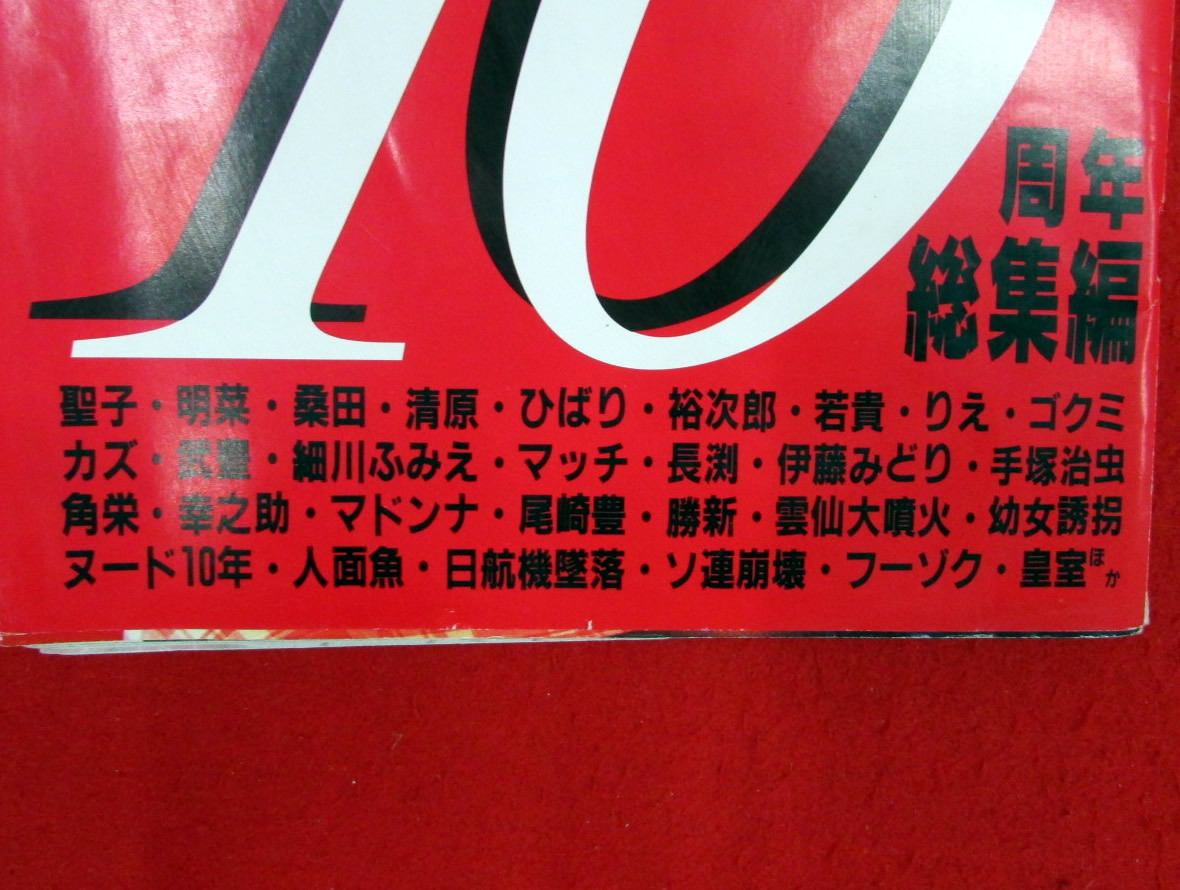 10
周年
総集編
聖子・明菜・桑田・清原・ひばり・裕次郎・若貴・りえ・ゴクミ
カズ・武豊・細川ふみえ・マッチ・長渕・伊藤みどり・手塚治虫
角栄・幸之助・マドンナ・尾崎豊・勝新・雲仙大噴火・幼女誘拐
ヌード10年・人面魚・日航機墜落・ソ連崩壊・フーゾク・皇室ほか